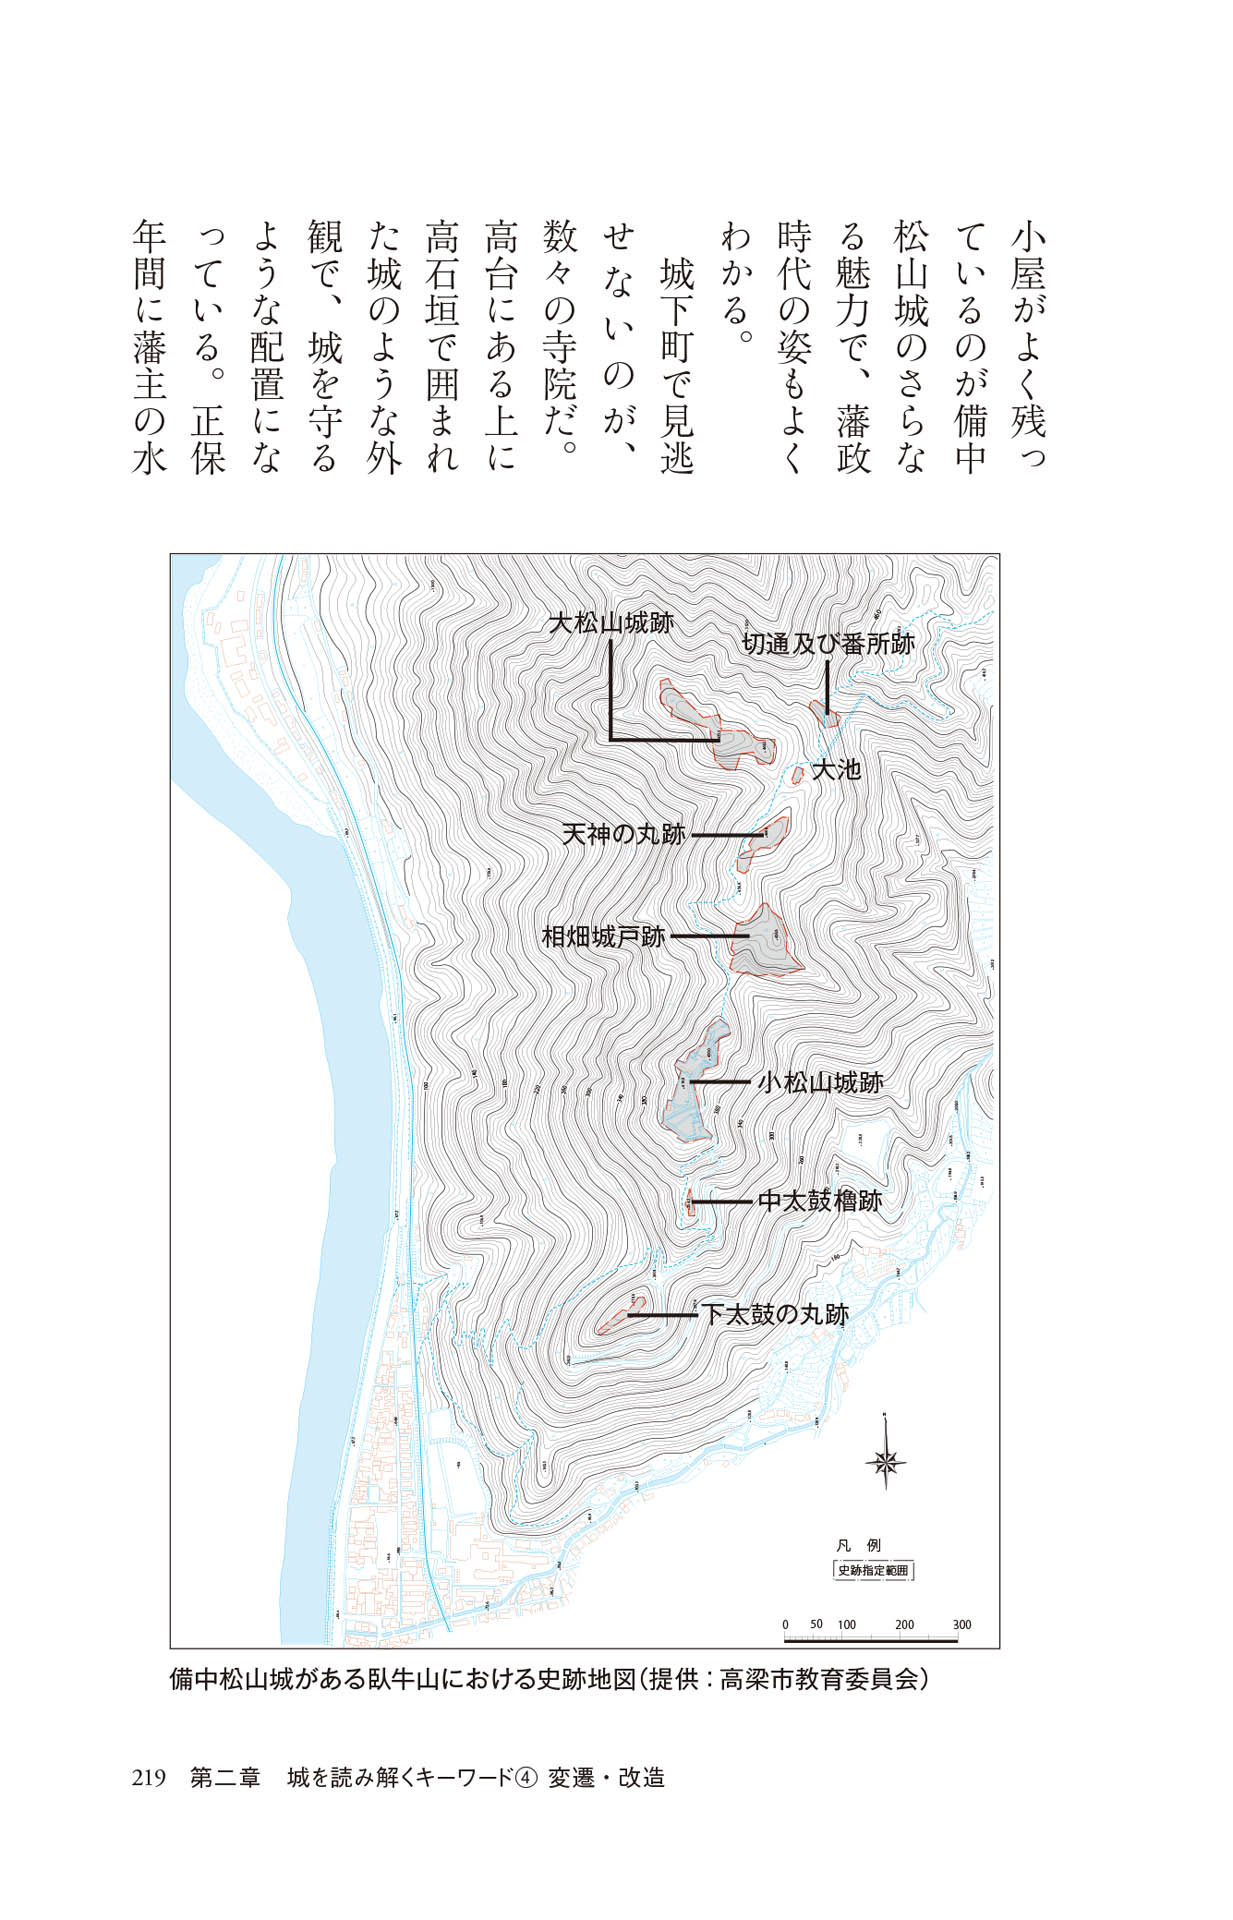 小屋がよく残っ
ているのが備中
松山城のさらな
る魅力で、藩政
時代の姿もよく
わかる。
　城下町で見逃
せないのが、
数々の寺院だ。
高台にある上に
高石垣で囲まれ
た城のような外
観で、城を守る
ような配置にな
っている。正保
年間に藩主の水
大松山城跡
切通及び番所跡
大池
天神の丸跡
相畑城戸跡
小松山城跡
中太鼓櫓跡
下太鼓の丸跡
凡　例
史跡指定範囲
0 50 100 200 300
備中松山城がある臥牛山における史跡地図(提供：高梁市教育委員会)
219 第二章　城を読み解くキーワード④ 変遷・改造